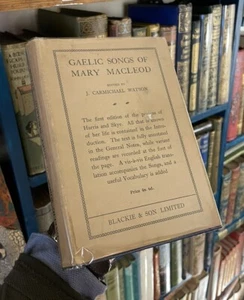 GAELIC SONGS OF
MARY MACLEOD
EDITED BY
J. CARMICHAEL WATSON
The first edition of the poems of
Harris and Skye. All that is known
of her life is contained in the Intro-
duction. The text is fully annotated
in the General Notes, while variant
readings are recorded at the foot of
the page. A vis-à-vis English trans-
lation accompanies the Songs, and a
useful Vocabulary is added.
Price
BLACKIE & SON LIMITED